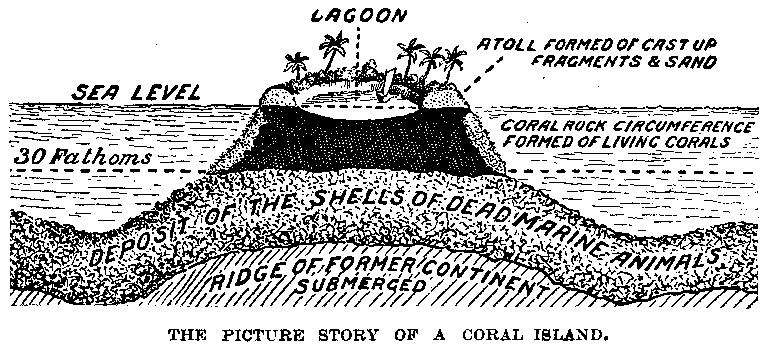 LAGOON
ATOLL FORMED OF CAST UP
FRAGMENTS & SAND
SEA LEVEL
CORAL ROCK CIRCUMFERENCE
FORMED OF LIVING CORALS
30 Fathoms
DEPOSIT OF THE SHELLS OF DEAD MARINE ANIMALS
RIDGE OF FORMER CONTINENT
SUBMERGED
THE PICTURE STORY OF A CORAL ISLAND.